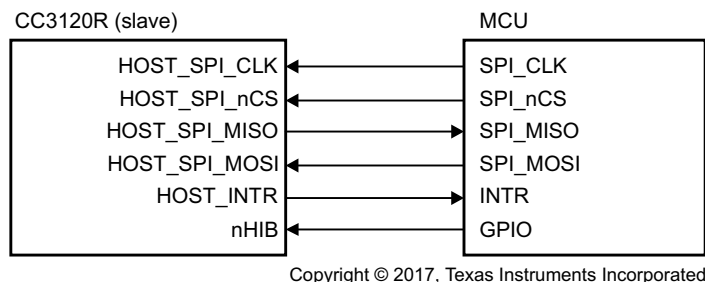 CC3120R (slave) MCU
HOST_SPI_CLK SPI_CLK
HOST_SPI_nCS SPI_nCS
HOST_SPI_MISO SPI_MISO
HOST_SPI_MOSI SPI_MOSI
HOST_INTR INTR
nHIB GPIO
Copyright © 2017, Texas Instruments Incorporated